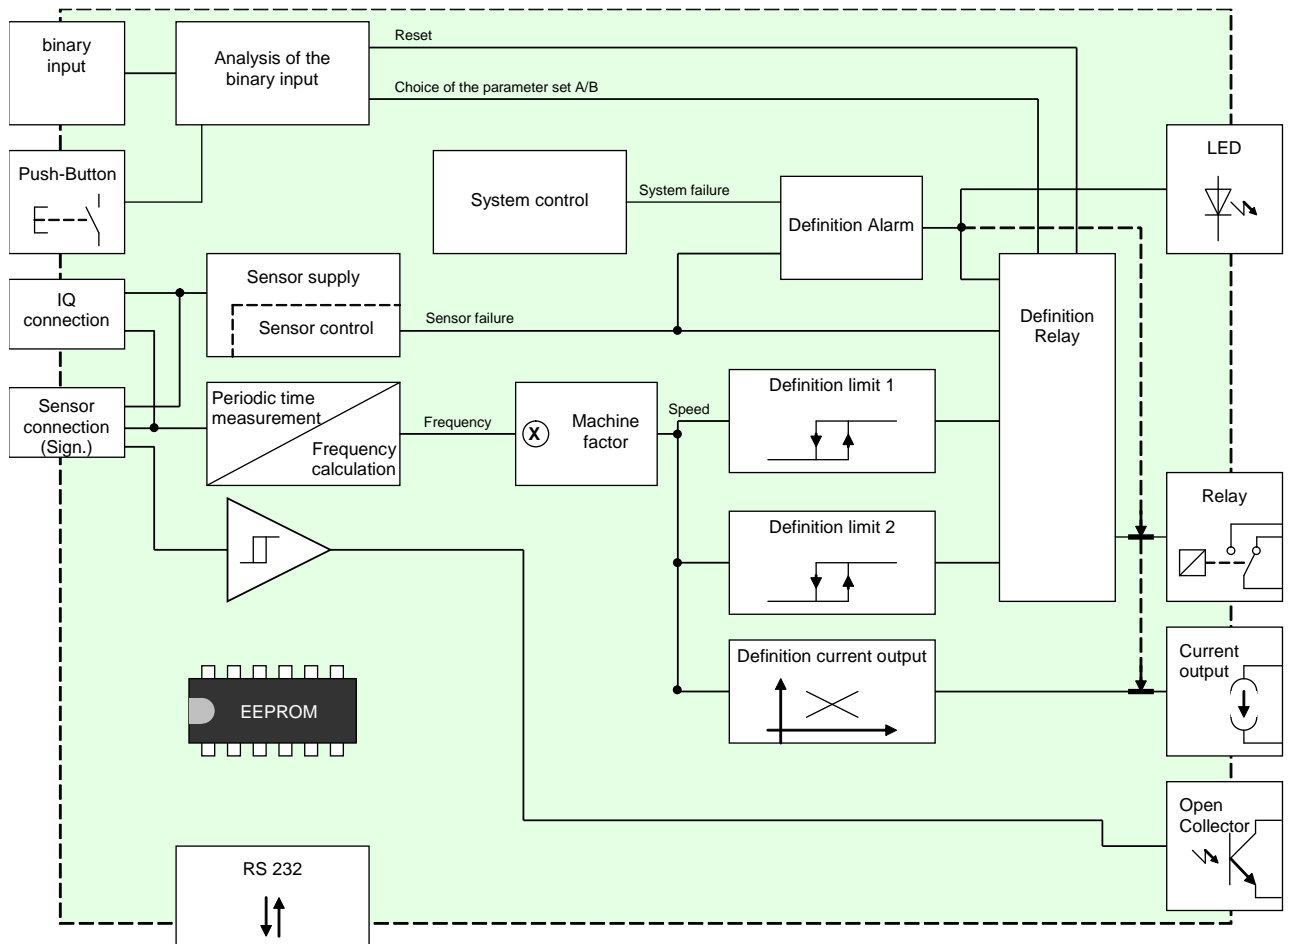 binary
input
Analysis of the
binary input
Reset
Choice of the parameter set A/B
Push-Button
System control
System failure
Definition Alarm
LED
IQ
connection
Sensor supply
Sensor control
Sensor failure
Definition
Relay
Sensor
connection
(Sign.)
Periodic time
measurement
Frequency
calculation
Frequency
X
Machine
factor
Speed
Definition limit 1
Definition limit 2
Relay
Definition current output
Current
output
EEPROM
Open
Collector
RS 232